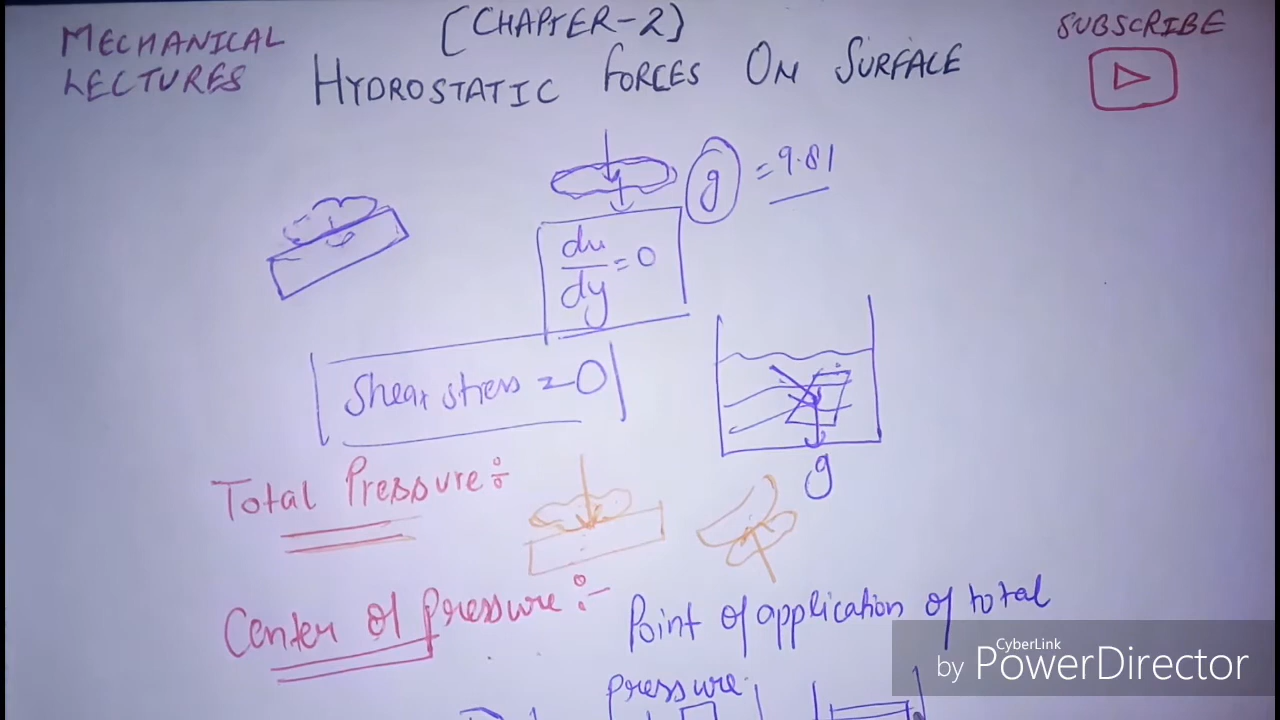 [CHAPTER-2]
MECHANICAL
LECTURES
HYDROSTATIC FORCES ON SURFACE
SUBSCRIBE
g = 9.81
du/dy = 0
Shear stress = 0
g
Total Pressure :
Center of Pressure :-
Point of application of total
pressure.
CyberLink
by PowerDirector